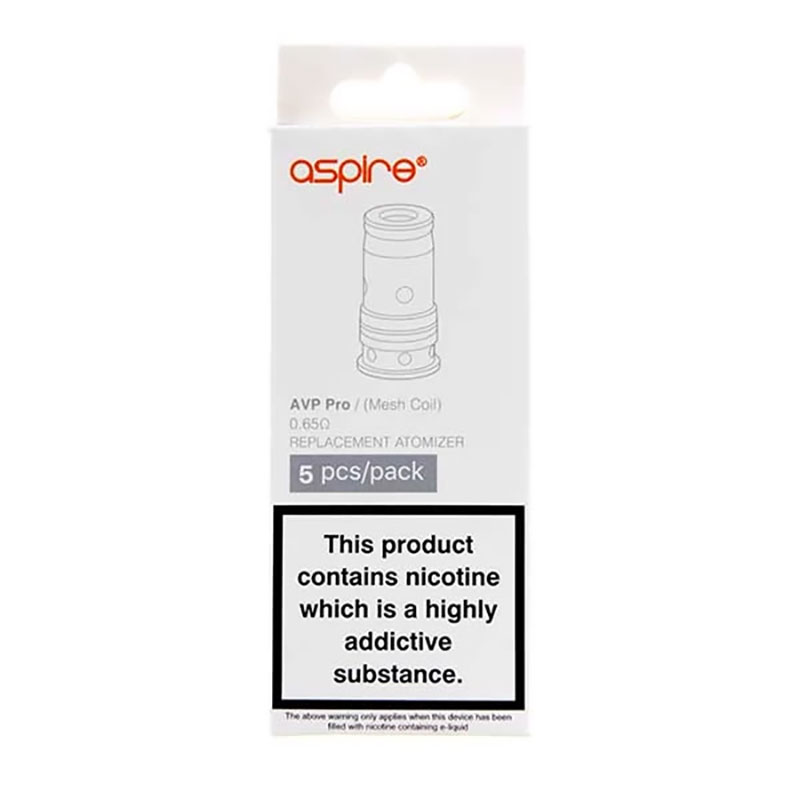 aspire®
AVP Pro / (Mesh Coil)
0.65Ω
REPLACEMENT ATOMIZER
5 pcs/pack
This product
contains nicotine
which is a highly
addictive
substance.
The above warning only applies when this device has been
filled with nicotine containing e-liquid